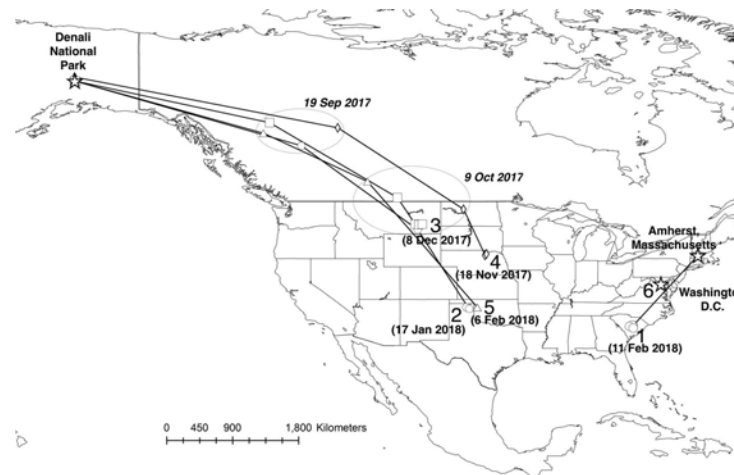 Denali
National
Park
19 Sep 2017
9 Oct 2017
3
(8 Dec 2017)
4
(18 Nov 2017)
Amherst,
Massachusetts
6
Washington
D.C.
2
5
(17 Jan 2018)
(6 Feb 2018)
1
(11 Feb 2018)
0 450 900 1,800 Kilometers